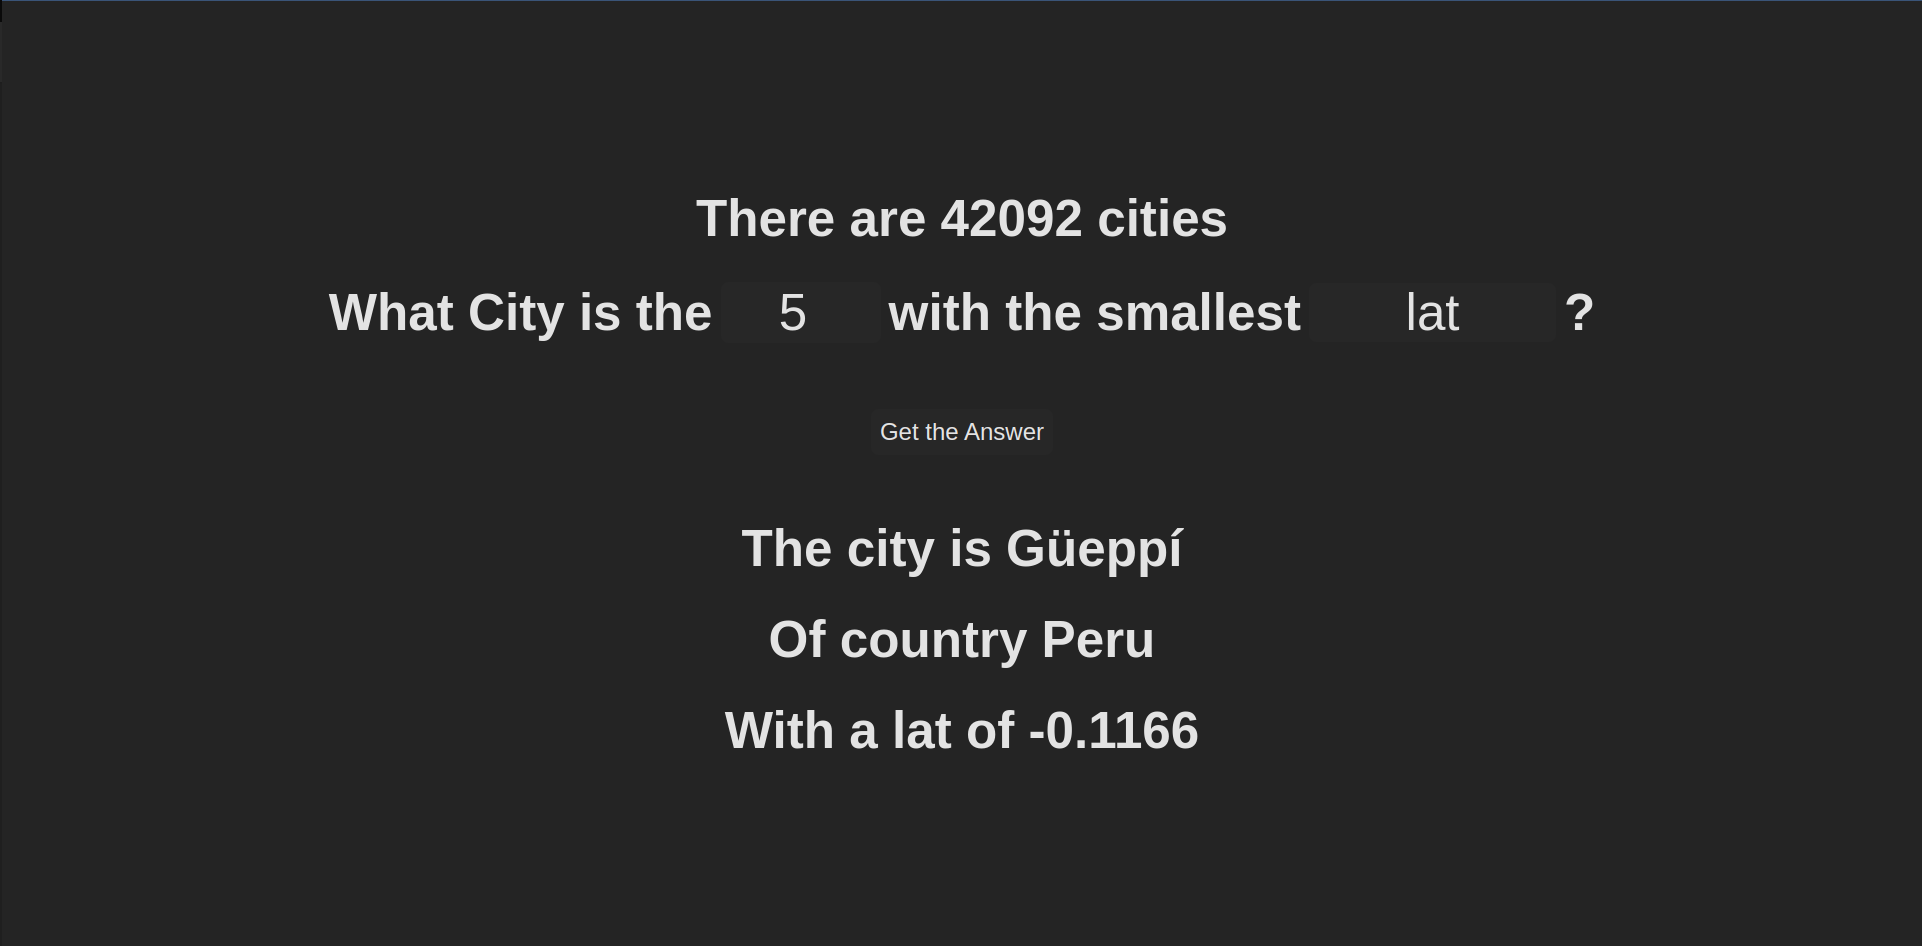 There are 42092 cities
What City is the 5 with the smallest lat ?
Get the Answer
The city is Güeppí
Of country Peru
With a lat of -0.1166